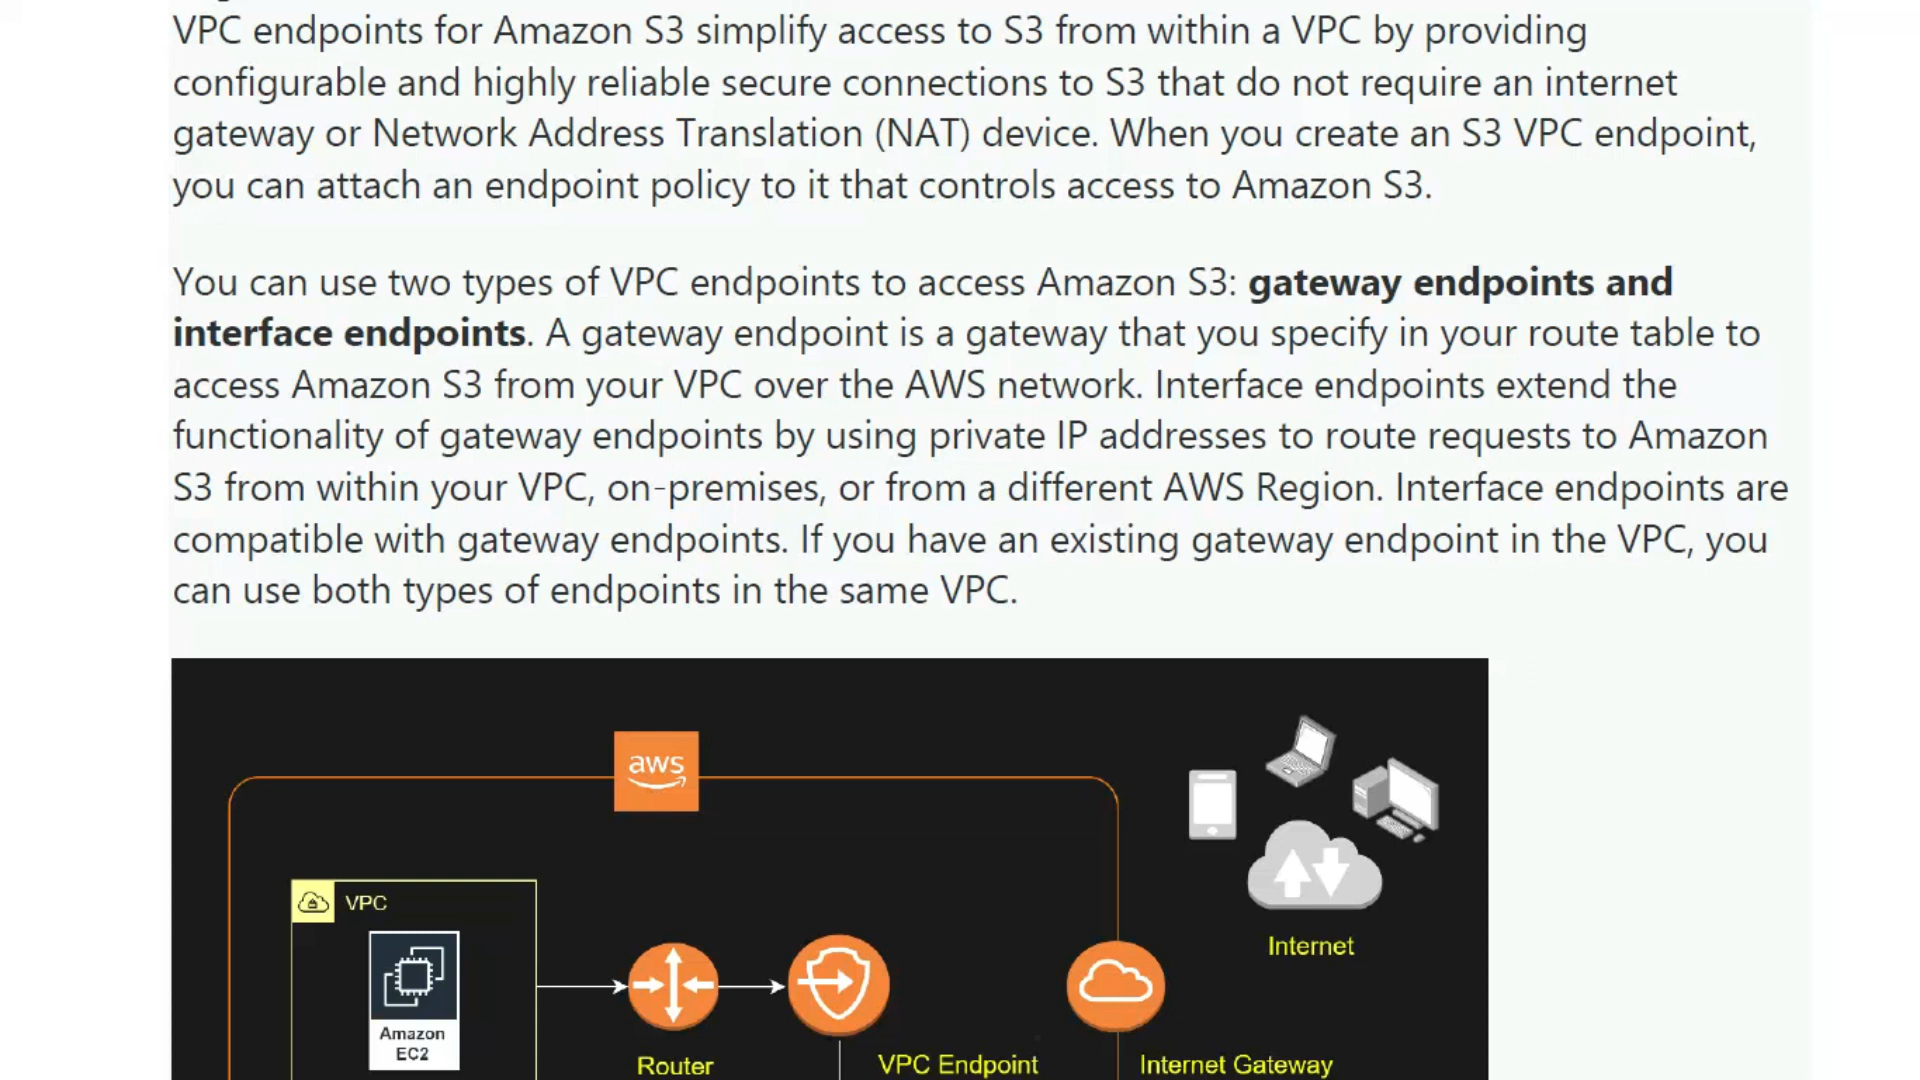 VPC endpoints for Amazon S3 simplify access to S3 from within a VPC by providing
configurable and highly reliable secure connections to S3 that do not require an internet
gateway or Network Address Translation (NAT) device. When you create an S3 VPC endpoint,
you can attach an endpoint policy to it that controls access to Amazon S3.
You can use two types of VPC endpoints to access Amazon S3: gateway endpoints and
interface endpoints. A gateway endpoint is a gateway that you specify in your route table to
access Amazon S3 from your VPC over the AWS network. Interface endpoints extend the
functionality of gateway endpoints by using private IP addresses to route requests to Amazon
S3 from within your VPC, on-premises, or from a different AWS Region. Interface endpoints are
compatible with gateway endpoints. If you have an existing gateway endpoint in the VPC, you
can use both types of endpoints in the same VPC.
aws
VPC
Internet
Amazon
EC2
Router
VPC Endpoint
Internet Gateway